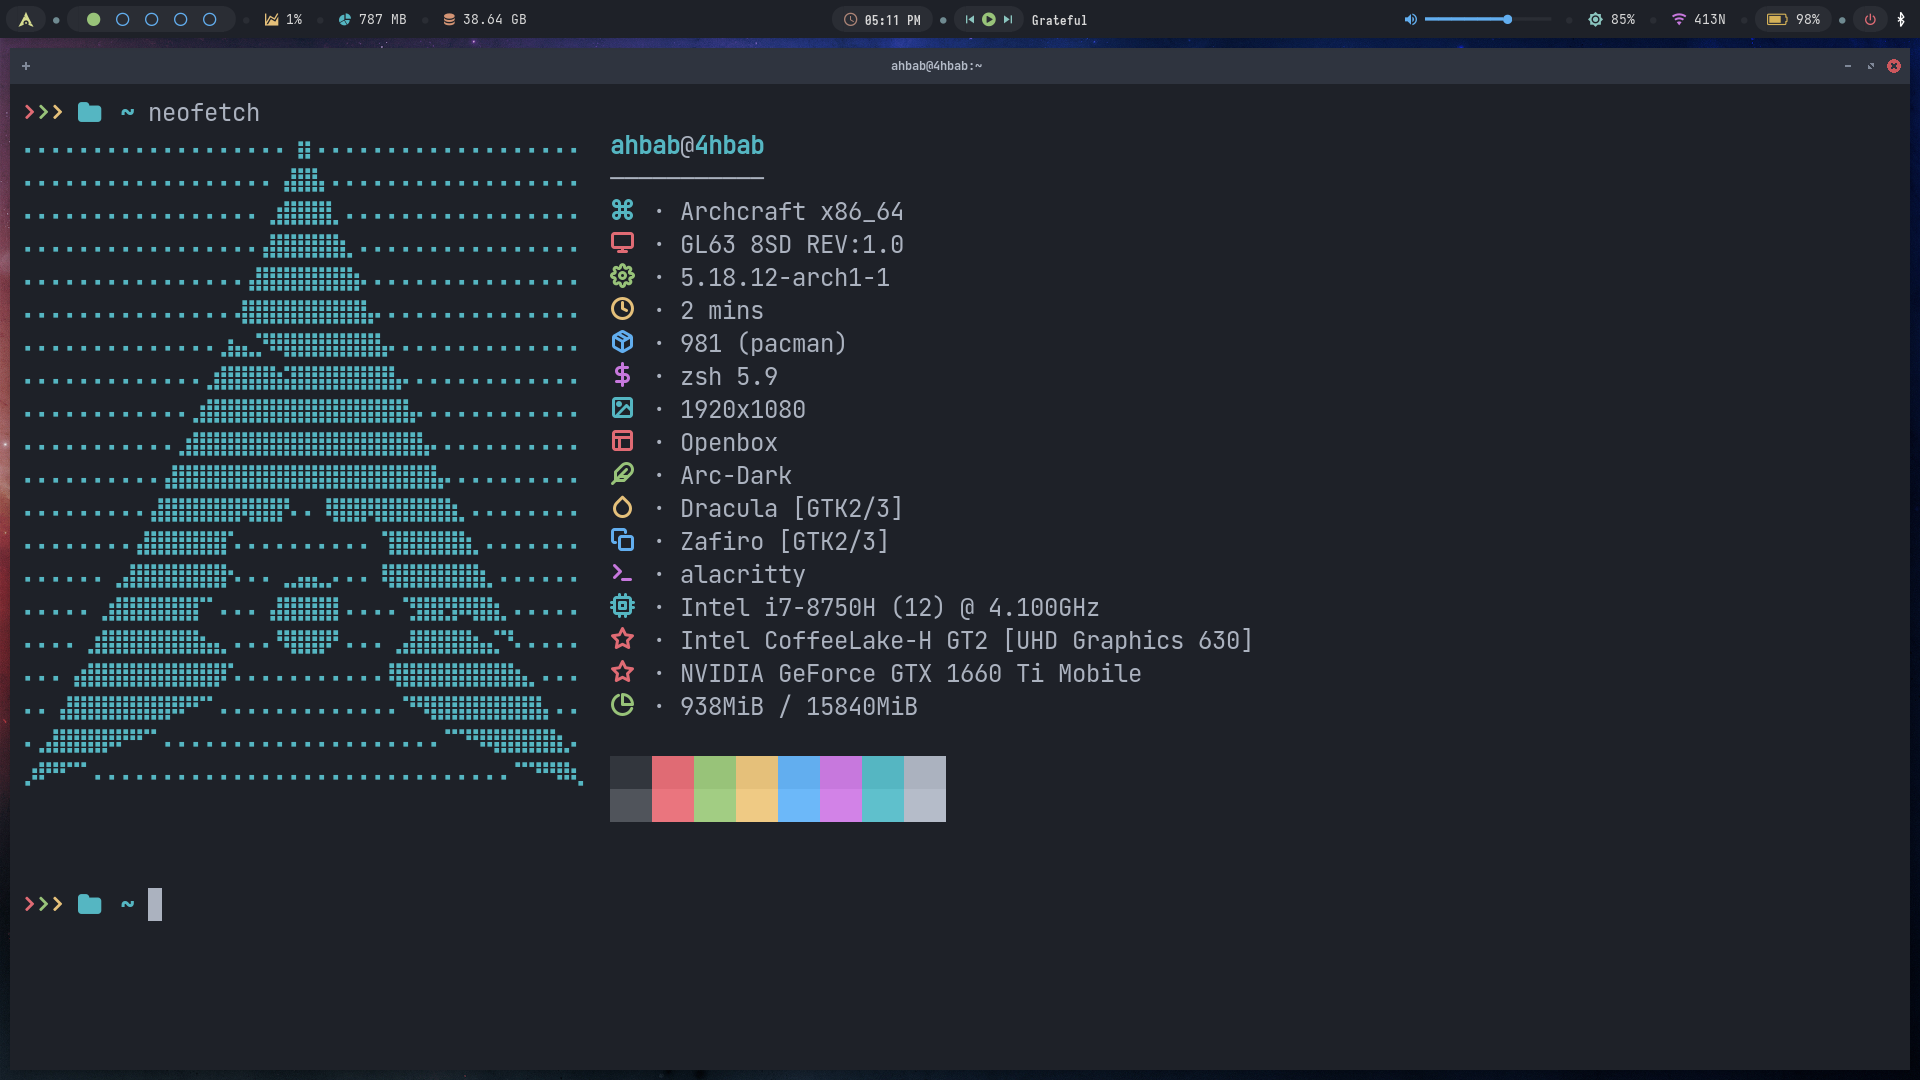 1% 787 MB 38.64 GB 05:11 PM Grateful 85% 413N 98%
+ ahbab@4hbab:~
>>> ~ neofetch
ahbab@4hbab
· Archcraft x86_64
· GL63 8SD REV:1.0
· 5.18.12-arch1-1
· 2 mins
· 981 (pacman)
· zsh 5.9
· 1920x1080
· Openbox
· Arc-Dark
· Dracula [GTK2/3]
· Zafiro [GTK2/3]
· alacritty
· Intel i7-8750H (12) @ 4.100GHz
· Intel CoffeeLake-H GT2 [UHD Graphics 630]
· NVIDIA GeForce GTX 1660 Ti Mobile
· 938MiB / 15840MiB
>>> ~